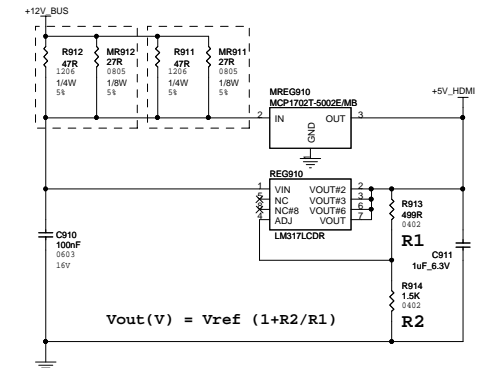 +12V_BUS
R912
47R
1206
1/4W
5%
MR912
27R
0805
1/8W
5%
R911
47R
1206
1/4W
5%
MR911
27R
0805
1/8W
5%
MREG910
MCP1702T-5002E/MB
2 IN OUT 3
GND
+5V_HDMI
REG910
1 VIN VOUT#2 2
NC VOUT#3 3
NC#8 VOUT#6 6
4 ADJ VOUT 7
LM317LCDR
R913
499R
0402
R1
C910
100nF
0603
16V
C911
1uF_6.3V
R914
1.5K
0402
R2
Vout(V) = Vref (1+R2/R1)